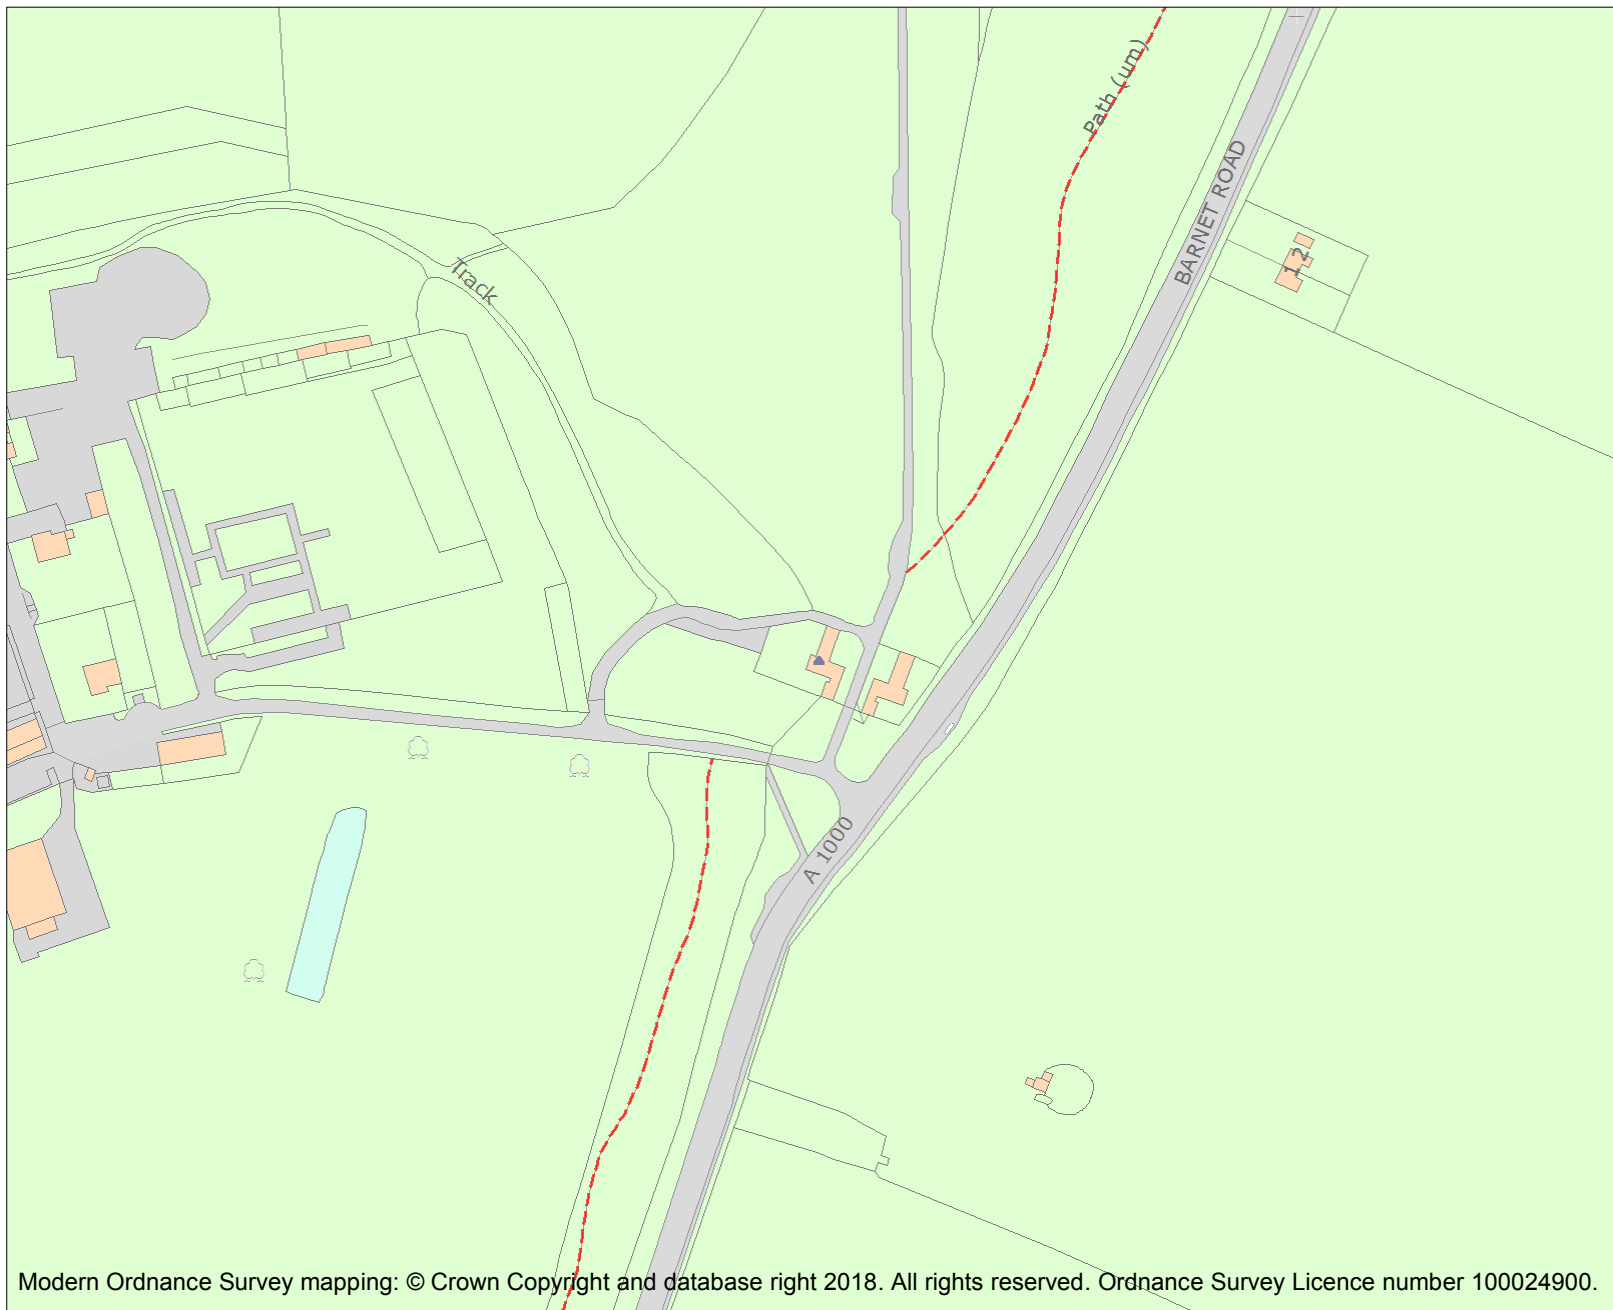 Path (um)
BARNET ROAD
12
Track
A 1000
Modern Ordnance Survey mapping: © Crown Copyright and database right 2018. All rights reserved. Ordnance Survey Licence number 100024900.